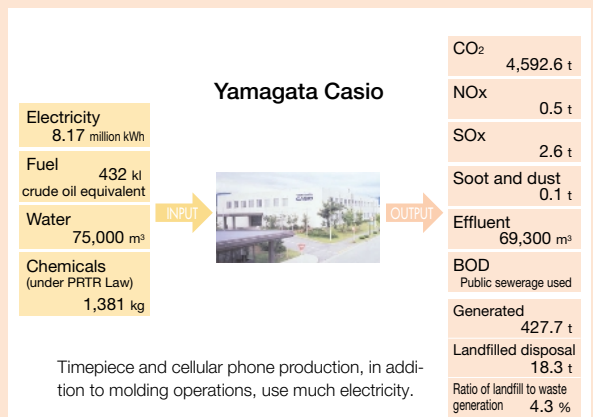 Yamagata Casio
Electricity
8.17 million kWh
Fuel
432 kl
crude oil equivalent
Water
75,000 m³
Chemicals
(under PRTR Law)
1,381 kg
INPUT
OUTPUT
CO₂
4,592.6 t
NOx
0.5 t
SOx
2.6 t
Soot and dust
0.1 t
Effluent
69,300 m³
BOD
Public sewerage used
Generated
427.7 t
Landfilled disposal
18.3 t
Ratio of landfill to waste
generation 4.3 %
Timepiece and cellular phone production, in addi-
tion to molding operations, use much electricity.